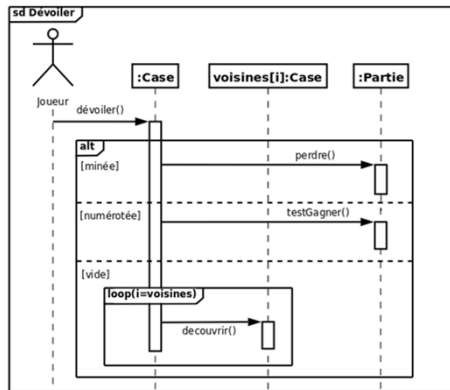 sd Dévoiler
:Case
voisines[i]:Case
:Partie
Joueur
dévoiler()
alt
[minée]
perdre()
[numérotée]
testGagner()
[vide]
loop(i=voisines)
decouvrir()